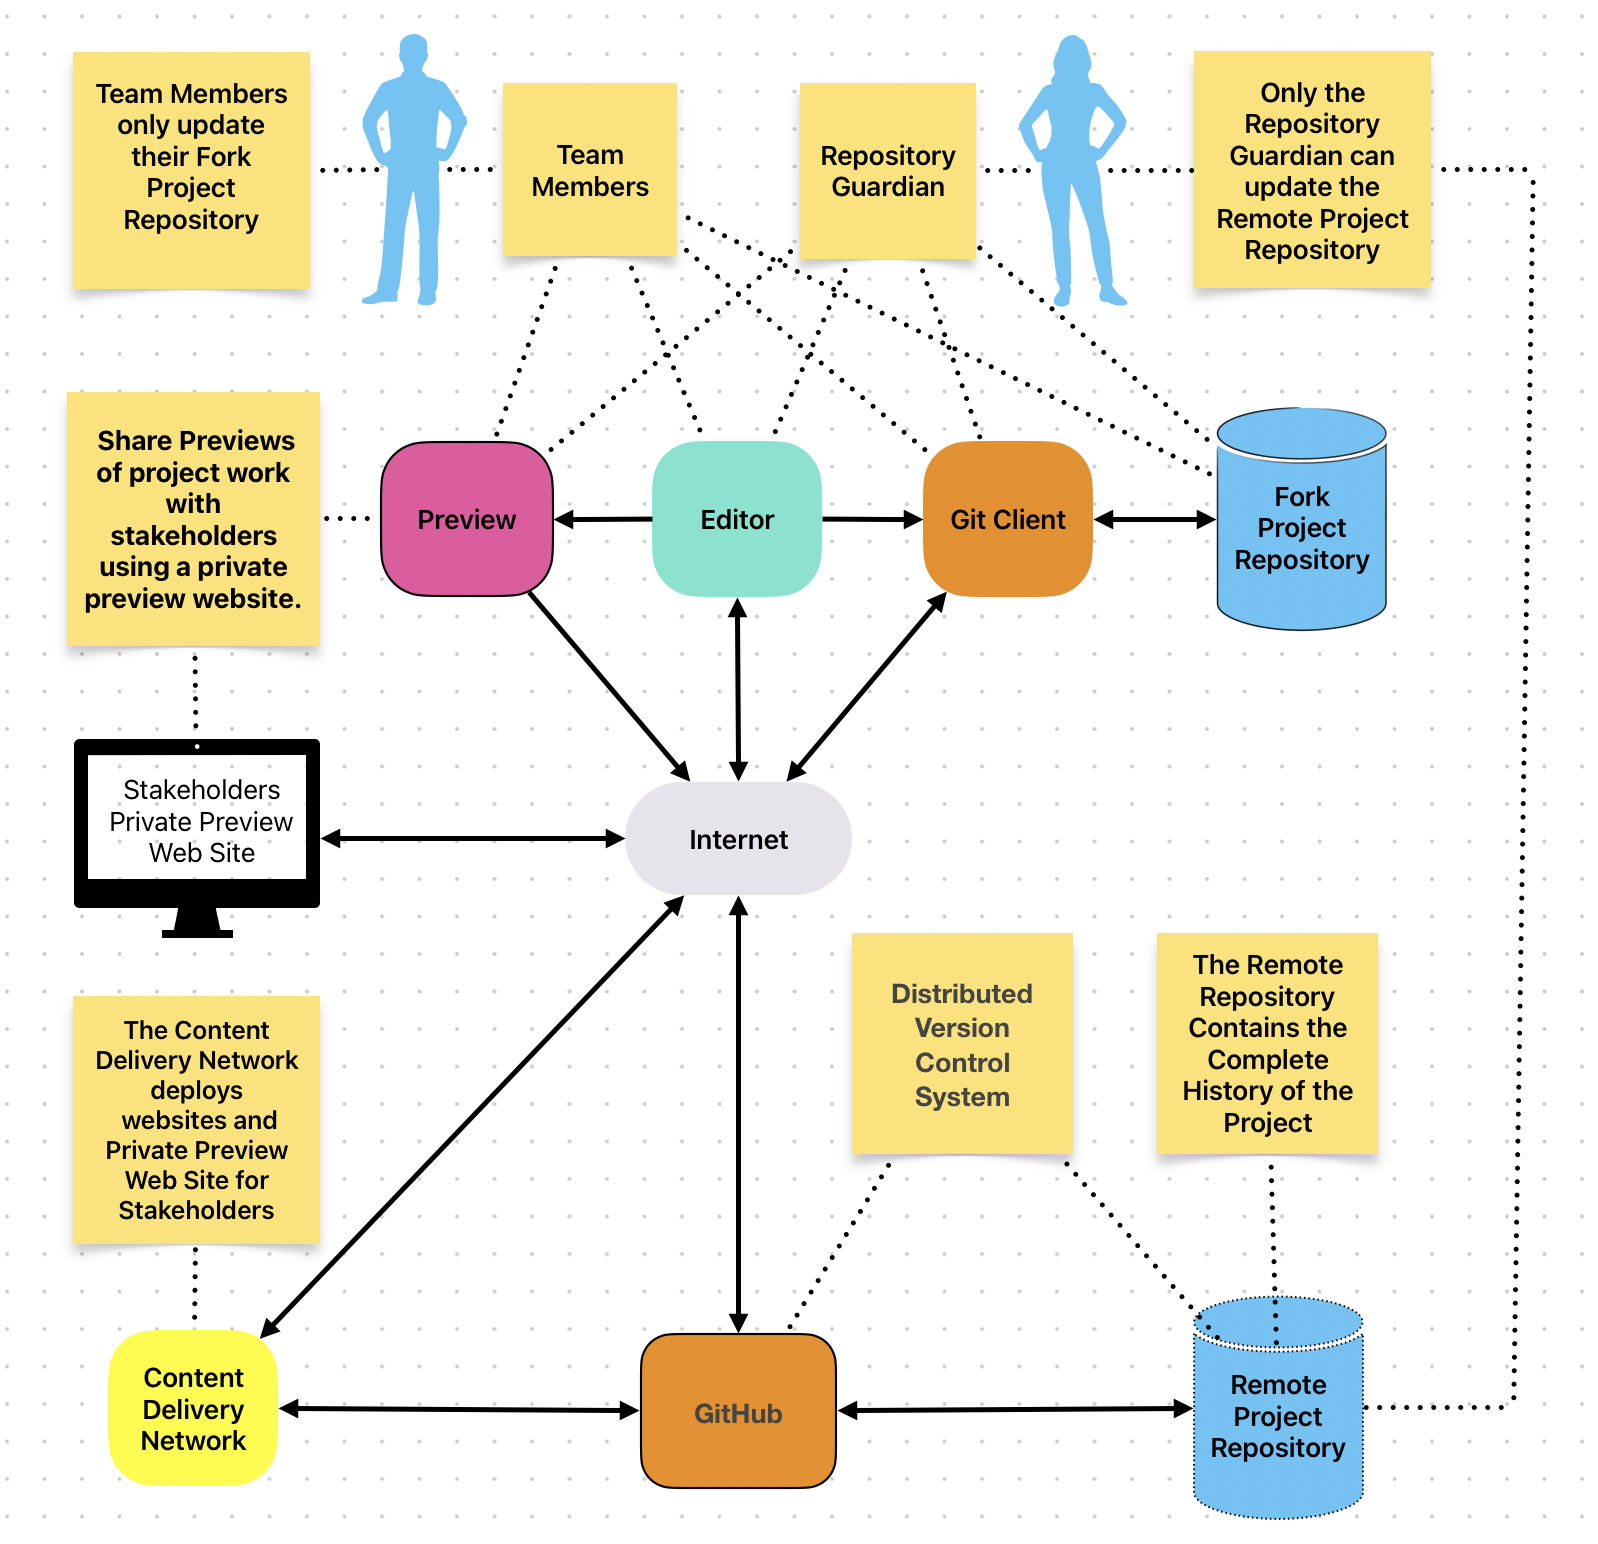 Team Members
only update
their Fork
Project
Repository
Team
Members
Repository
Guardian
Only the
Repository
Guardian can
update the
Remote Project
Repository
Share Previews
of project work
with
stakeholders
using a private
preview website.
Preview
Editor
Git Client
Fork
Project
Repository
Stakeholders
Private Preview
Web Site
Internet
The Content
Delivery Network
deploys
websites and
Private Preview
Web Site for
Stakeholders
Distributed
Version
Control
System
The Remote
Repository
Contains the
Complete
History of the
Project
Content
Delivery
Network
GitHub
Remote
Project
Repository